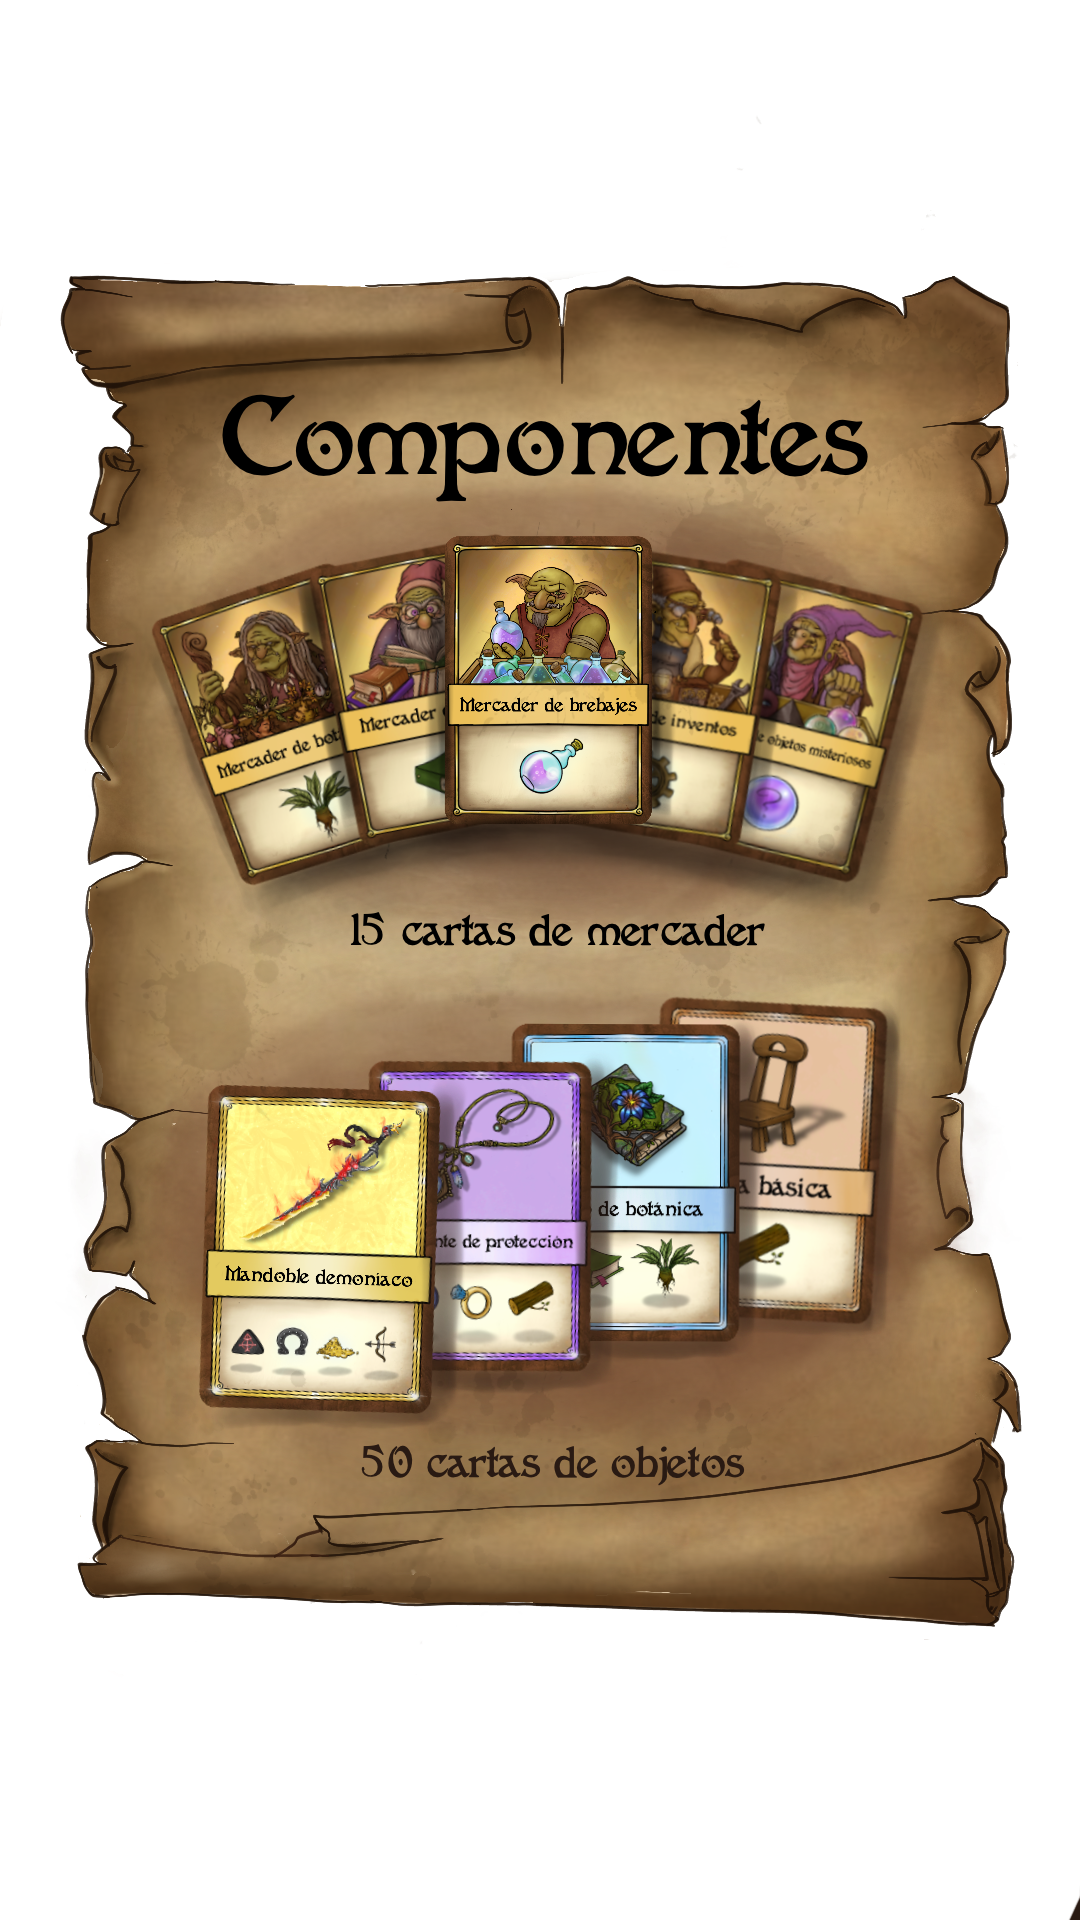 Componentes
Mercader de bot
Mercader
Mercader de brebajes
de inventos
e objetos misteriosos
?
15 cartas de mercader
a básica
de botánica
nte de protección
Mandoble demoníaco
50 cartas de objetos